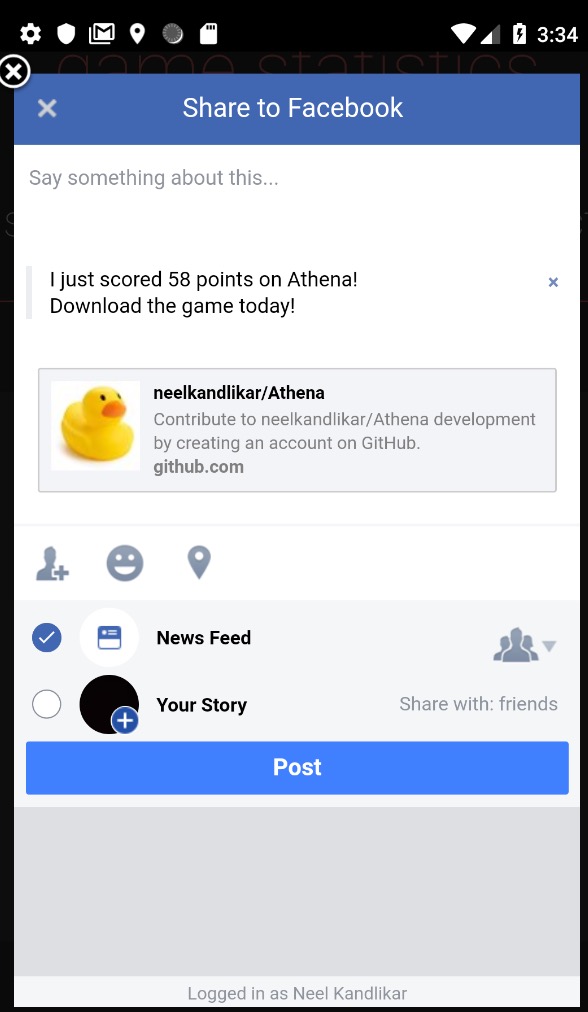 3:34
game statistics
Share to Facebook
Say something about this...
I just scored 58 points on Athena!
Download the game today!
neelkandlikar/Athena
Contribute to neelkandlikar/Athena development
by creating an account on GitHub.
github.com
News Feed
Your Story
Share with: friends
Post
Logged in as Neel Kandlikar